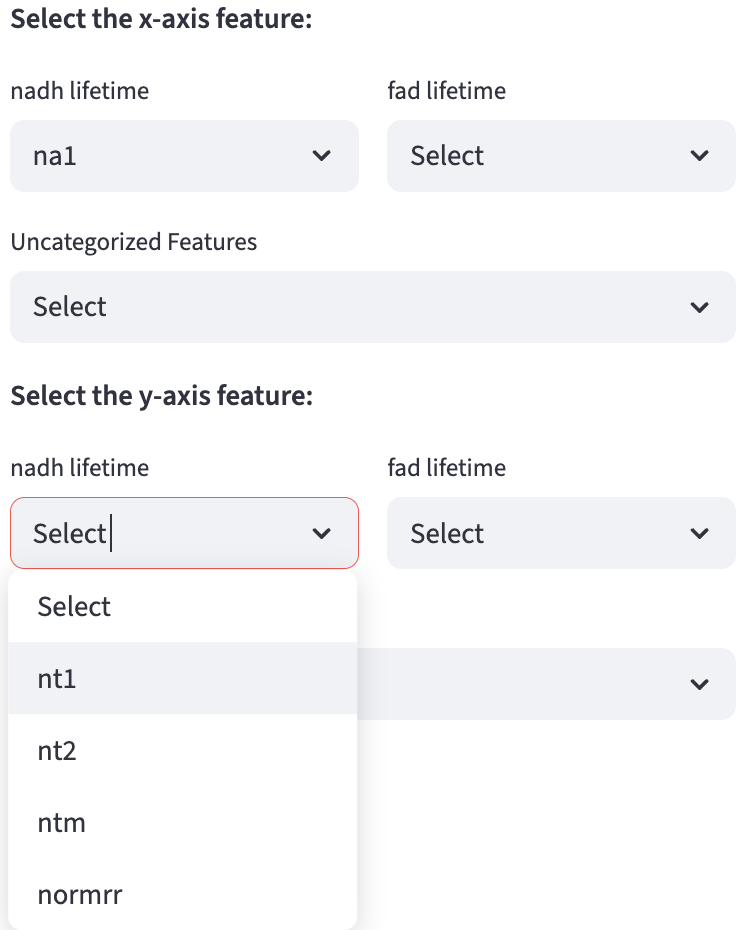 Select the x-axis feature:
nadh lifetime
fad lifetime
na1
Select
Uncategorized Features
Select
Select the y-axis feature:
nadh lifetime
fad lifetime
Select
Select
Select
nt1
nt2
ntm
normrr